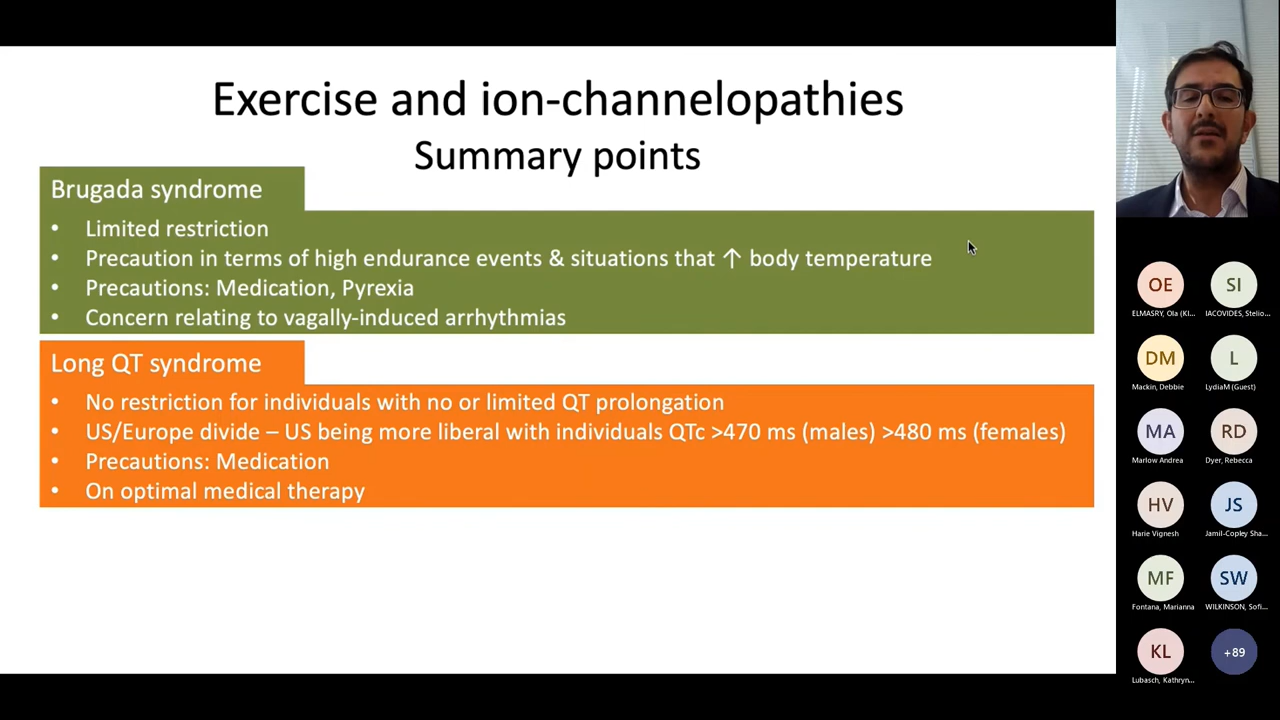 Exercise and ion-channelopathies
Summary points
Brugada syndrome
• Limited restriction
• Precaution in terms of high endurance events & situations that ↑ body temperature
• Precautions: Medication, Pyrexia
• Concern relating to vagally-induced arrhythmias
Long QT syndrome
• No restriction for individuals with no or limited QT prolongation
• US/Europe divide – US being more liberal with individuals QTc >470 ms (males) >480 ms (females)
• Precautions: Medication
• On optimal medical therapy
OE
SI
ELMASRY, Ola (KI...
IACOVIDES, Stelio...
DM
L
Mackin, Debbie
LydiaM (Guest)
MA
RD
Marlow Andrea
Dyer, Rebecca
HV
JS
Harie Vignesh
Jamil-Copley Sha...
MF
SW
Fontana, Marianna
WILKINSON, Sofi...
KL
+89
Lubasch, Kathryn...